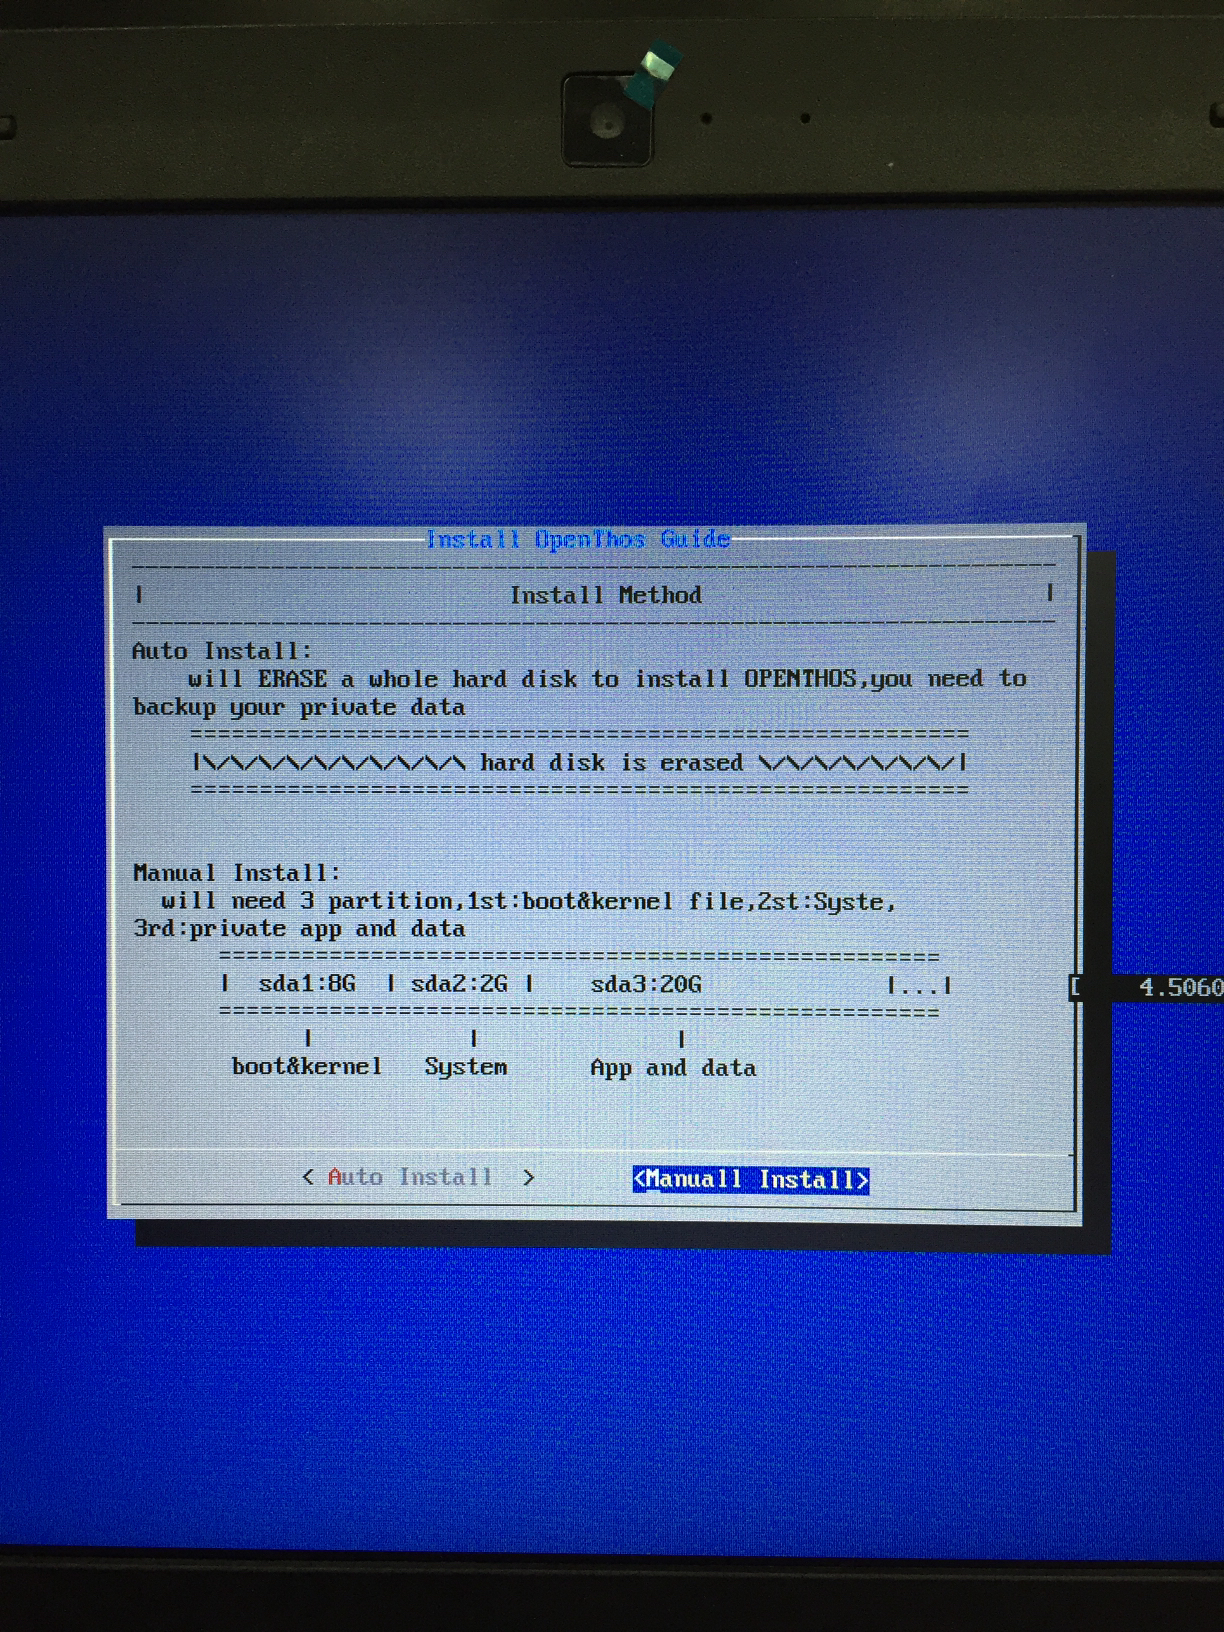 Install OpenThos Guide
------------------------------------------------------------------
| Install Method |
------------------------------------------------------------------
Auto Install:
will ERASE a whole hard disk to install OPENTHOS,you need to
backup your private data
========================================================
|\/\/\/\/\/\/\/\/\/\ hard disk is erased \/\/\/\/\/\/\/|
========================================================
Manual Install:
will need 3 partition,1st:boot&kernel file,2st:Syste,
3rd:private app and data
====================================================
| sda1:8G | sda2:2G | sda3:20G |...|
[ 4.5060
====================================================
| | |
boot&kernel System App and data
< Auto Install > <Manuall Install>